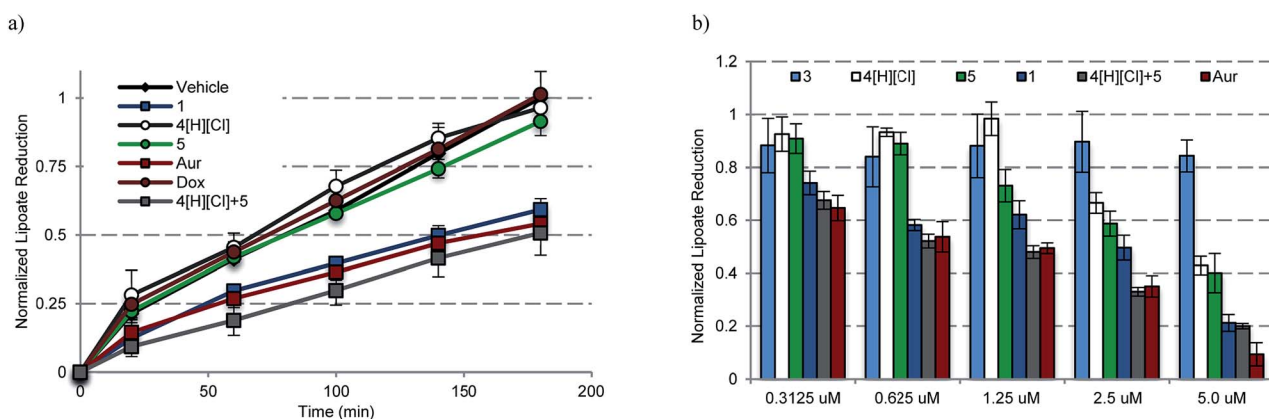 a)
Normalized Lipoate Reduction
1
0.75
0.5
0.25
0
Vehicle
1
4[H][Cl]
5
Aur
Dox
4[H][Cl]+5
0 50 100 150 200
Time (min)
b)
Normalized Lipoate Reduction
1.2
1
0.8
0.6
0.4
0.2
0
3 4[H][Cl] 5 1 4[H][Cl]+5 Aur
0.3125 uM 0.625 uM 1.25 uM 2.5 uM 5.0 uM